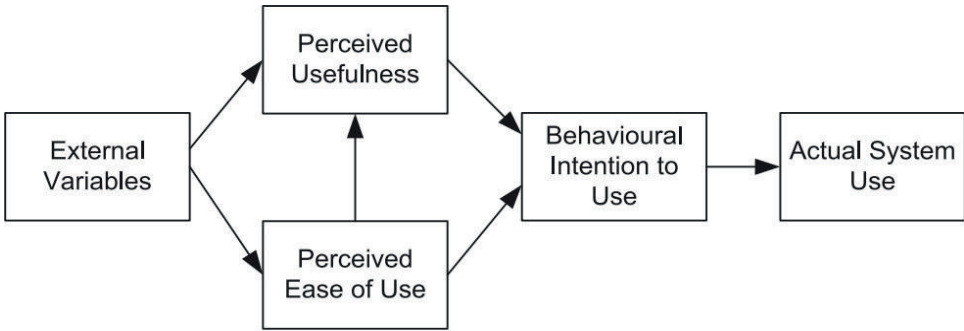 Perceived
Usefulness
External
Variables
Behavioural
Intention to
Use
Actual System
Use
Perceived
Ease of Use